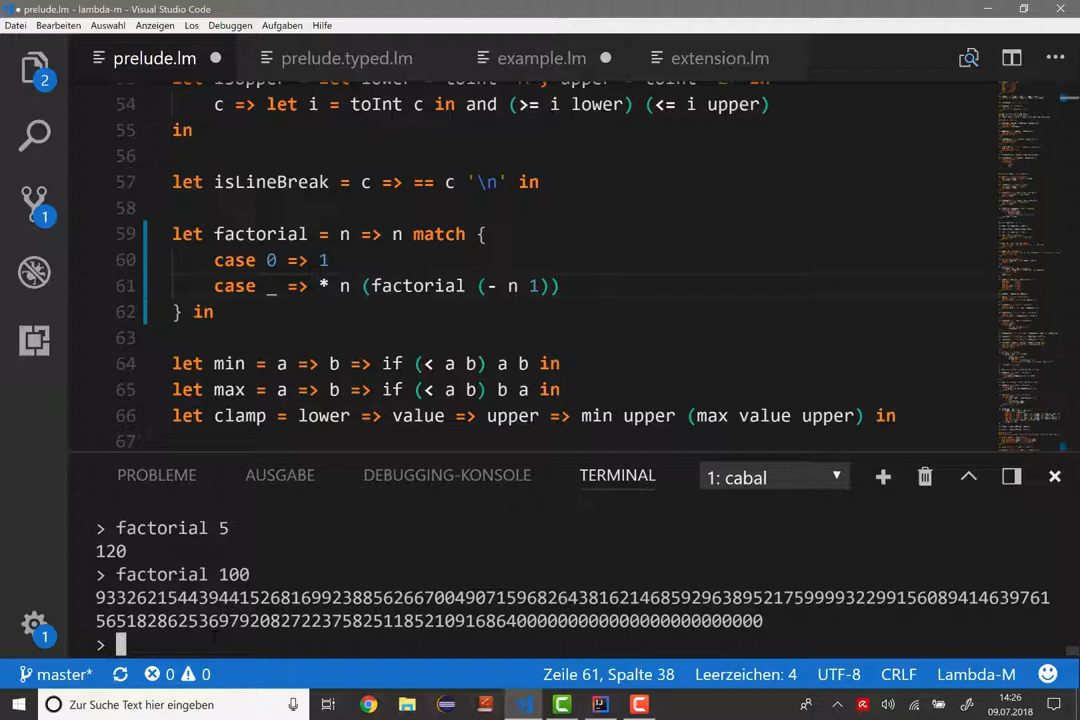 prelude.lm - lambda-m - Visual Studio Code
Datei Bearbeiten Auswahl Anzeigen Los Debuggen Aufgaben Hilfe
prelude.lm prelude.typed.lm example.lm extension.lm
54 c => let i = toInt c in and (>= i lower) (<= i upper)
55 in
56
57 let isLineBreak = c => == c '\n' in
58
59 let factorial = n => n match {
60 case 0 => 1
61 case _ => * n (factorial (- n 1))
62 } in
63
64 let min = a => b => if (< a b) a b in
65 let max = a => b => if (< a b) b a in
66 let clamp = lower => value => upper => min upper (max value upper) in
67
2
1
1
PROBLEME AUSGABE DEBUGGING-KONSOLE TERMINAL 1: cabal
> factorial 5
120
> factorial 100
93326215443944152681699238856266700490715968264381621468592963895217599993229915608941463976
1565182862536979208272237582511852109168640000000000000000000000
>
master* 0 0 Zeile 61, Spalte 38 Leerzeichen: 4 UTF-8 CRLF Lambda-M
Zur Suche Text hier eingeben
14:26
09.07.2018